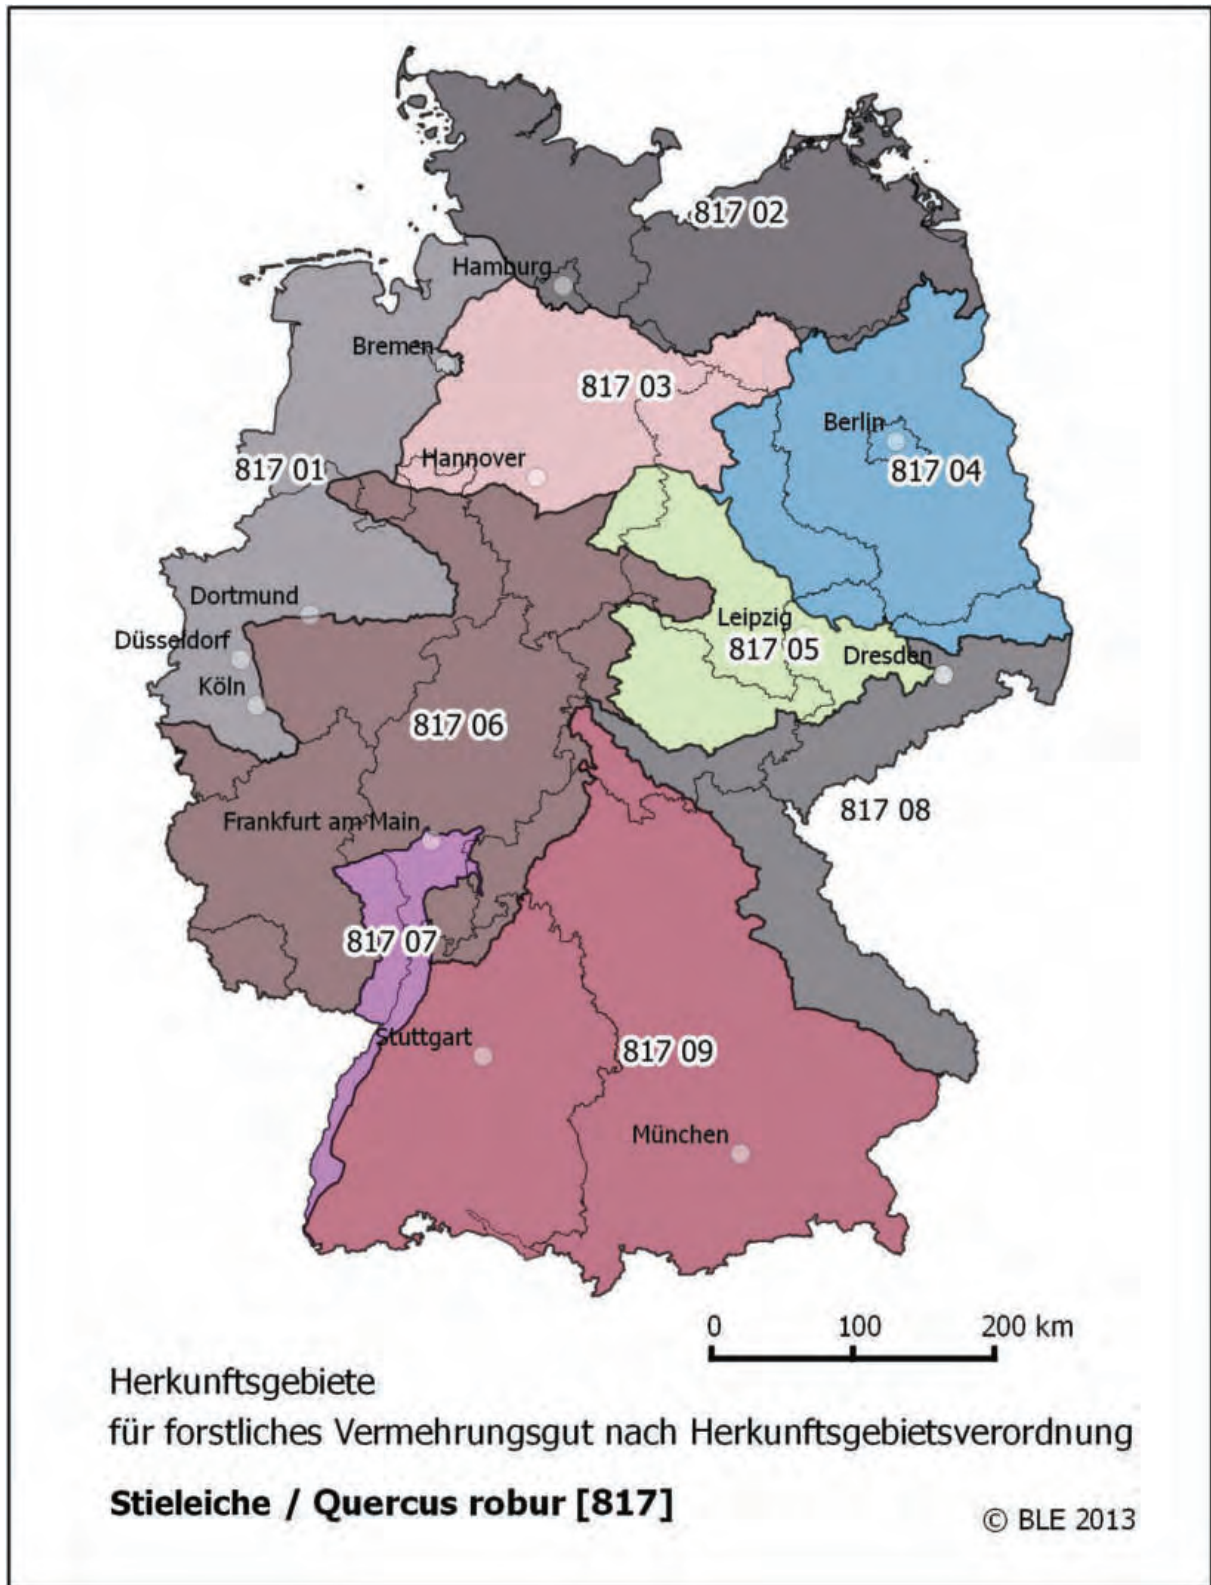 817 02
Hamburg
Bremen
817 03
Berlin
Hannover
817 01
817 04
Dortmund
Leipzig
Düsseldorf
817 05
Dresden
Köln
817 06
817 08
Frankfurt am Main
817 07
Stuttgart
817 09
München
0 100 200 km
Herkunftsgebiete
für forstliches Vermehrungsgut nach Herkunftsgebietsverordnung
Stieleiche / Quercus robur [817]
© BLE 2013